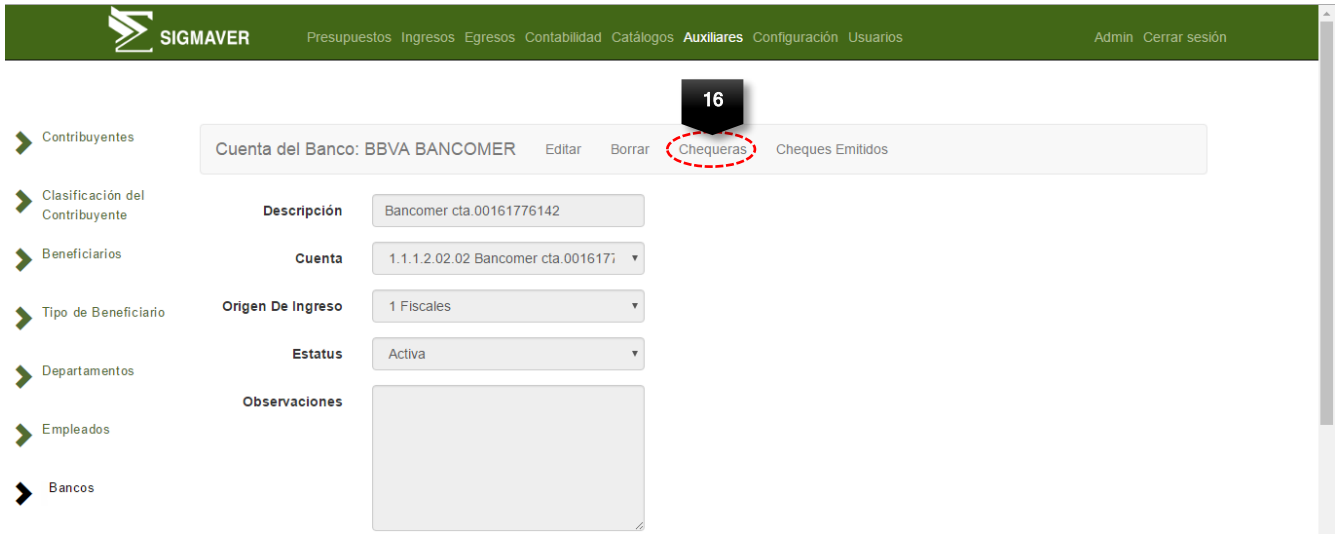 SIGMAVER Presupuestos Ingresos Egresos Contabilidad Catálogos Auxiliares Configuración Usuarios Admin Cerrar sesión
16
Contribuyentes
Cuenta del Banco: BBVA BANCOMER Editar Borrar Chequeras Cheques Emitidos
Clasificación del
Contribuyente
Descripción Bancomer cta.00161776142
Beneficiarios
Cuenta 1.1.1.2.02.02 Bancomer cta.0016177
Tipo de Beneficiario
Origen De Ingreso 1 Fiscales
Estatus Activa
Departamentos
Observaciones
Empleados
Bancos